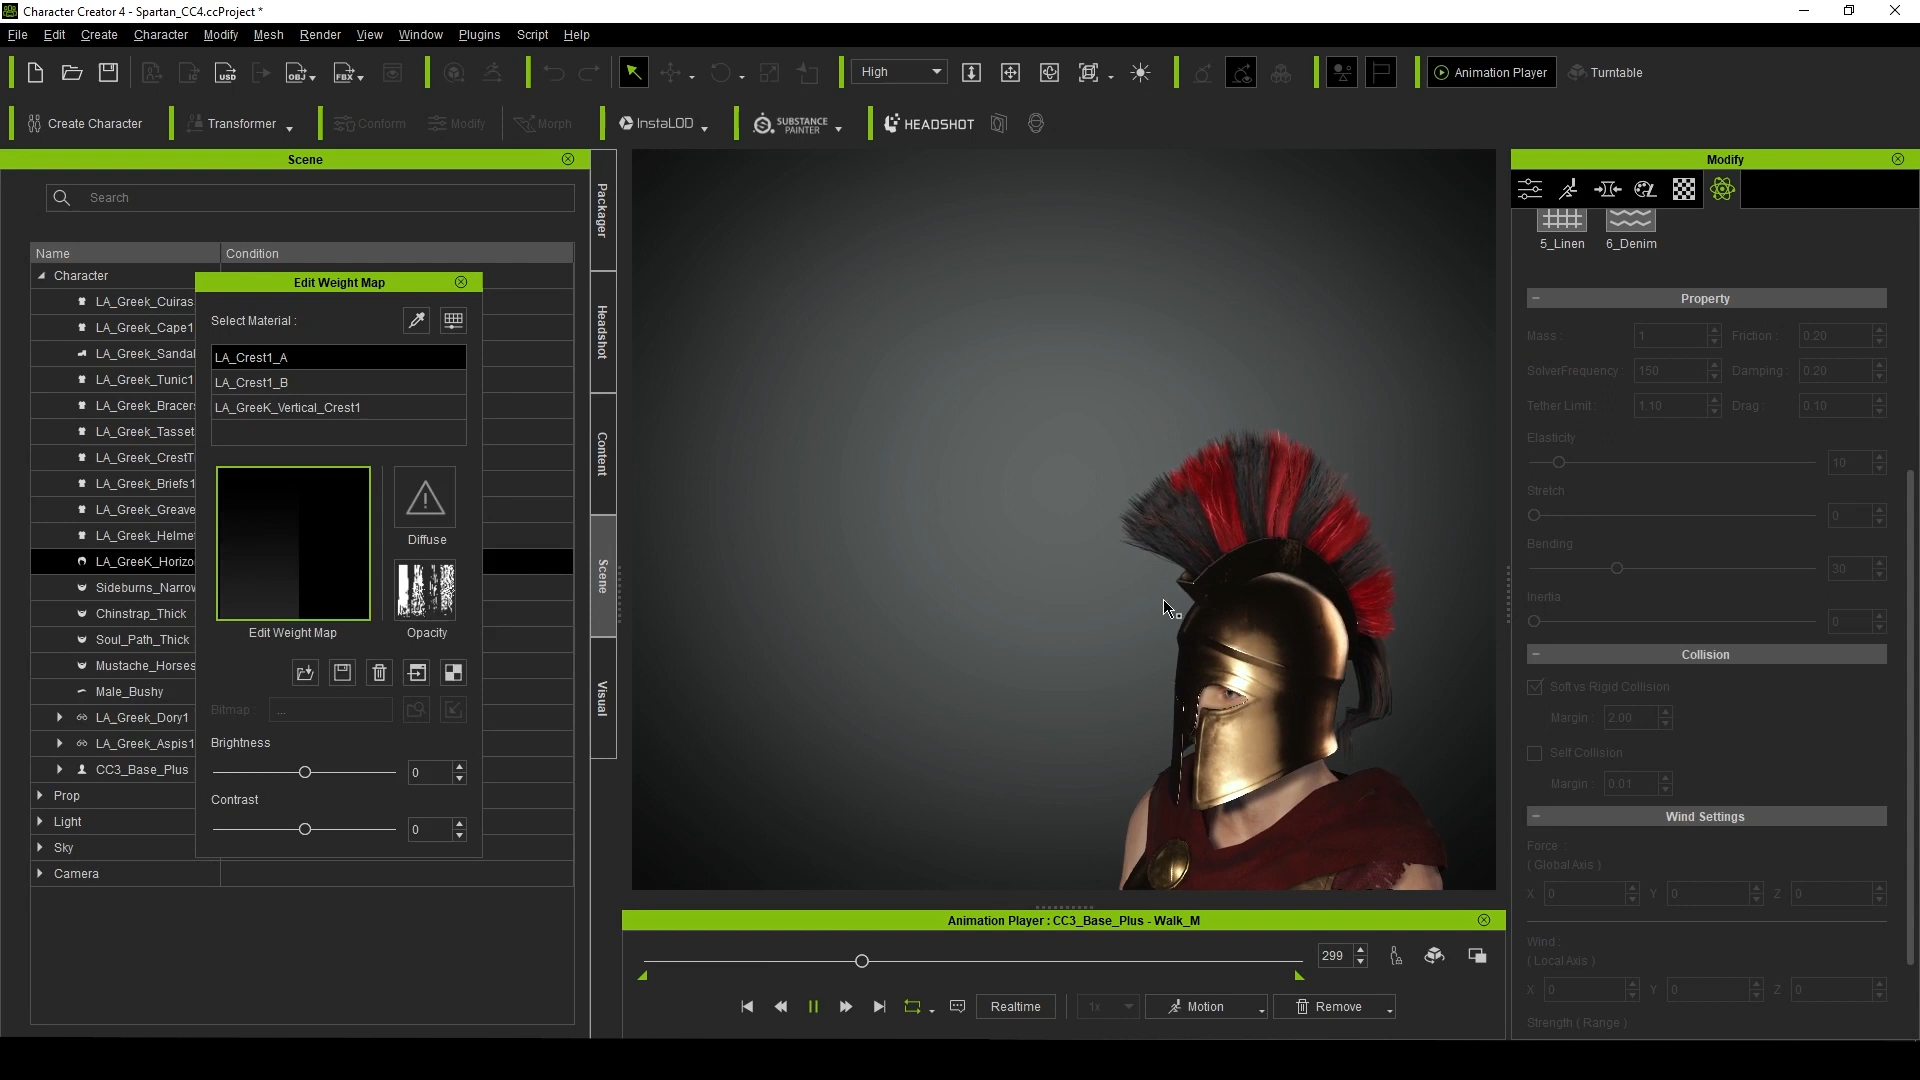 Character Creator 4 - Spartan_CC4.ccProject *
File Edit Create Character Modify Mesh Render View Window Plugins Script Help
USD OBJ FBX High Animation Player Turntable
Create Character Transformer Conform Modify Morph InstaLOD SUBSTANCE PAINTER HEADSHOT
Scene
Search
Name Condition
Character
LA_Greek_Cuiras
LA_Greek_Cape1
LA_Greek_Sandal
LA_Greek_Tunic1
LA_Greek_Bracers
LA_Greek_Tasset
LA_Greek_CrestT
LA_Greek_Briefs1
LA_Greek_Greave
LA_Greek_Helme
LA_GreeK_Horizo
Sideburns_Narrow
Chinstrap_Thick
Soul_Path_Thick
Mustache_Horses
Male_Bushy
LA_Greek_Dory1
LA_Greek_Aspis1
CC3_Base_Plus
Prop
Light
Sky
Camera
Edit Weight Map
Select Material :
LA_Crest1_A
LA_Crest1_B
LA_GreeK_Vertical_Crest1
Diffuse
Edit Weight Map
Opacity
Bitmap : ...
Brightness
0
Contrast
0
Packager
Headshot
Content
Scene
Visual
Animation Player : CC3_Base_Plus - Walk_M
299
Realtime 1x Motion Remove
Modify
5_Linen 6_Denim
Property
Mass : 1 Friction : 0.20
SolverFrequency : 150 Damping : 0.20
Tether Limit : 1.10 Drag : 0.10
Elasticity
10
Stretch
0
Bending
30
Inertia
0
Collision
Soft vs Rigid Collision
Margin : 2.00
Self Collision
Margin : 0.01
Wind Settings
Force :
( Global Axis )
X 0 Y 0 Z 0
Wind :
( Local Axis )
X 0 Y 0 Z 0
Strength ( Range )